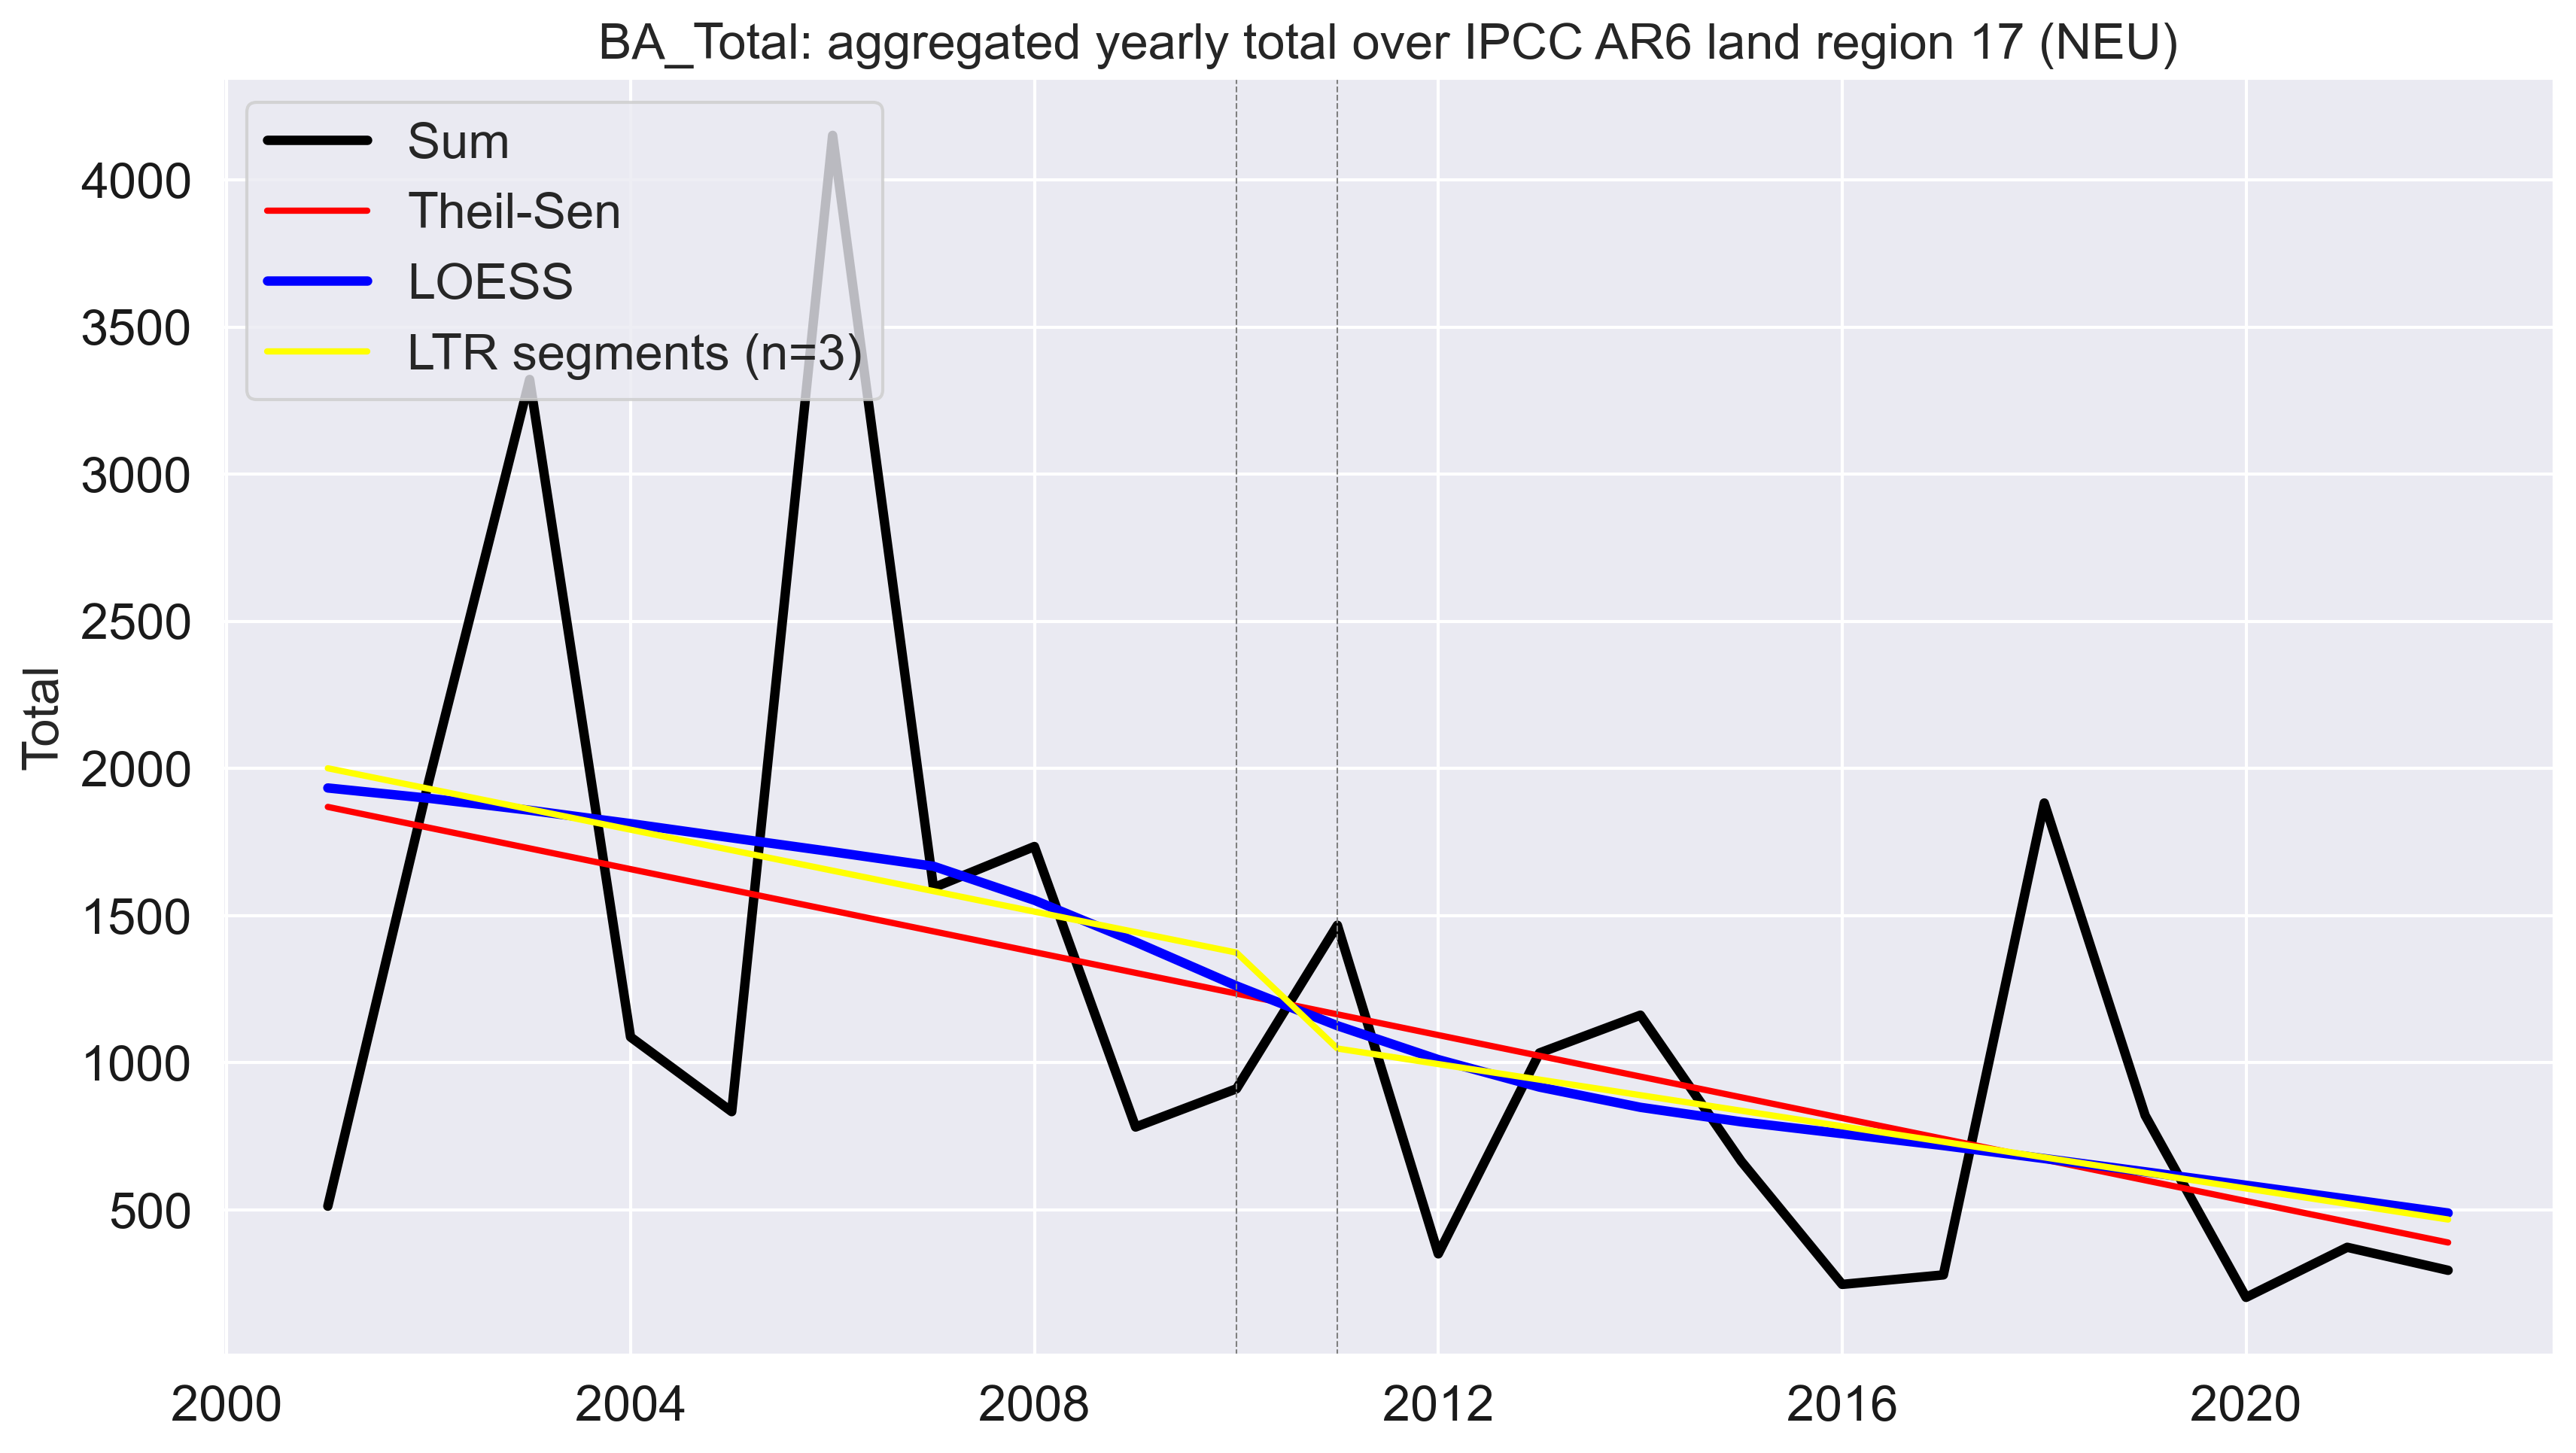 BA_Total: aggregated yearly total over IPCC AR6 land region 17 (NEU)
Sum
Theil-Sen
LOESS
LTR segments (n=3)
Total
4000
3500
3000
2500
2000
1500
1000
500
2000 2004 2008 2012 2016 2020